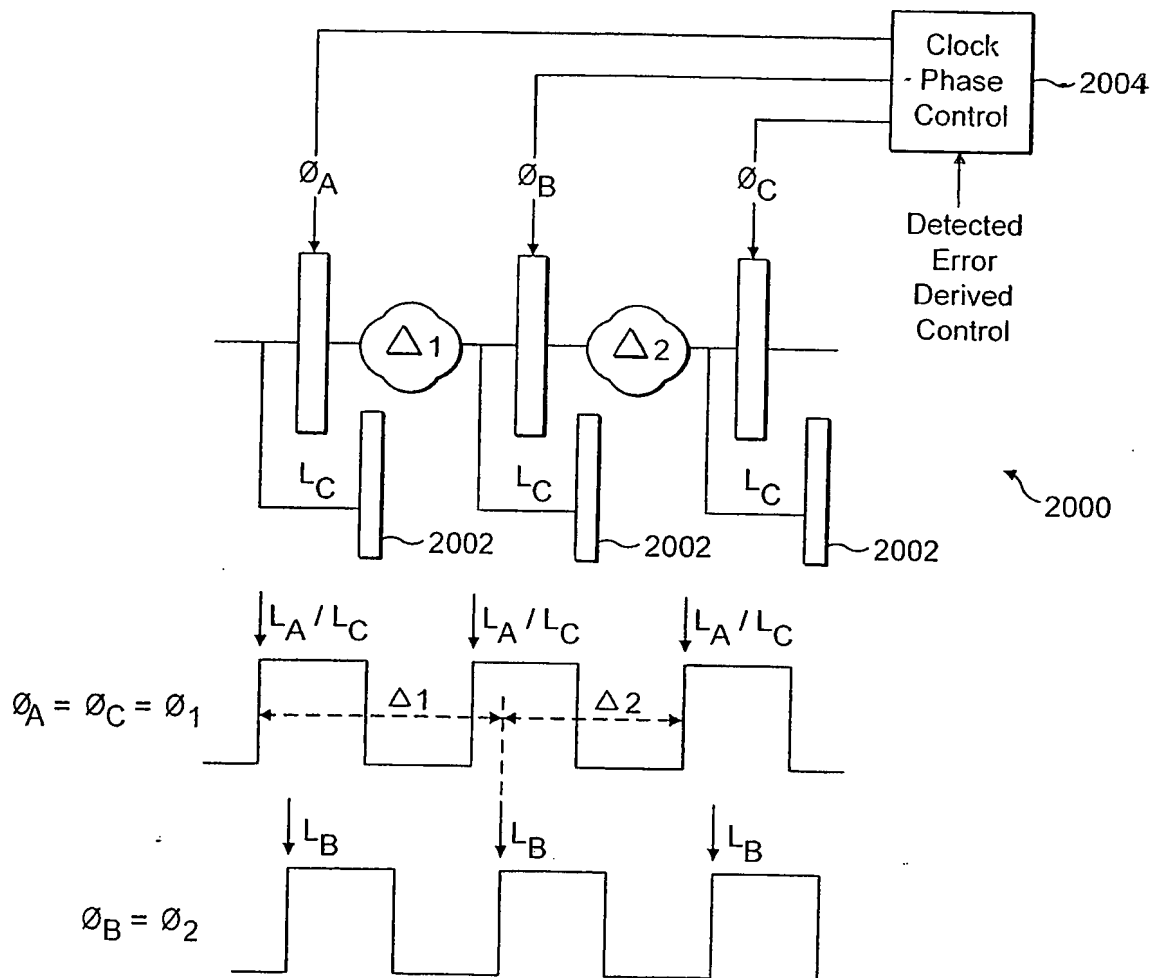 Clock
Phase
Control
2004
ØA
ØB
ØC
Detected
Error
Derived
Control
Δ1
Δ2
LC
LC
LC
2002
2002
2002
2000
LA / LC
LA / LC
LA / LC
ØA = ØC = Ø1
Δ1
Δ2
LB
LB
LB
ØB = Ø2